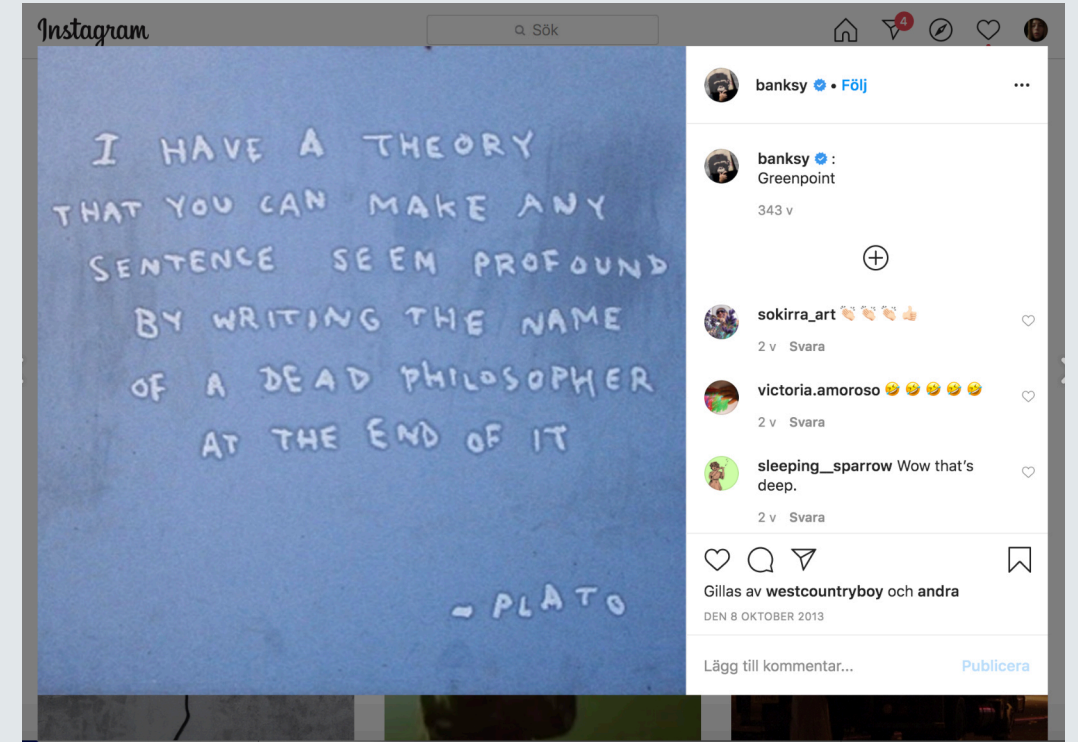 Instagram
Sök
4
I HAVE A THEORY
THAT YOU CAN MAKE ANY
SENTENCE SEEM PROFOUND
BY WRITING THE NAME
OF A DEAD PHILOSOPHER
AT THE END OF IT
- PLATO
banksy • Följ
banksy :
Greenpoint
343 v
sokirra_art 👏🏻👏🏻👏🏻👍🏻
2 v Svara
victoria.amoroso 🤣🤣🤣🤣🤣
2 v Svara
sleeping__sparrow Wow that's
deep.
2 v Svara
Gillas av westcountryboy och andra
DEN 8 OKTOBER 2013
Lägg till kommentar...
Publicera